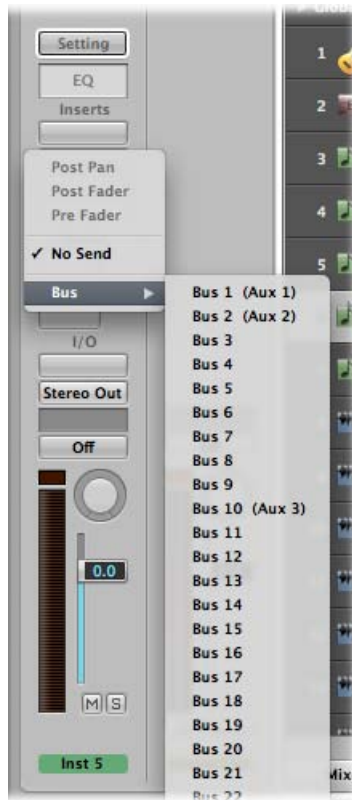 Setting
EQ
Inserts
Post Pan
Post Fader
Pre Fader
✓ No Send
Bus
I/O
Stereo Out
Off
0.0
M S
Inst 5
Bus 1 (Aux 1)
Bus 2 (Aux 2)
Bus 3
Bus 4
Bus 5
Bus 6
Bus 7
Bus 8
Bus 9
Bus 10 (Aux 3)
Bus 11
Bus 12
Bus 13
Bus 14
Bus 15
Bus 16
Bus 17
Bus 18
Bus 19
Bus 20
Bus 21
Bus 22
1
2
3
4
5
Mix